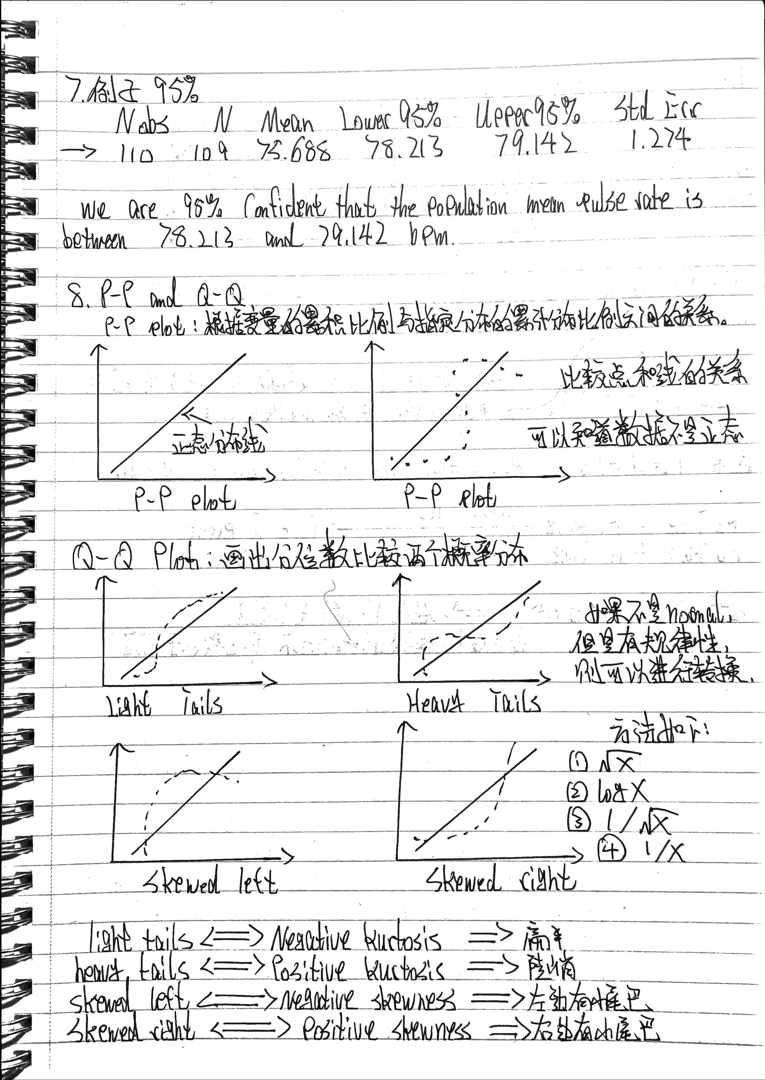 7.例子 95%
Nobs N Mean Lower 95% Upper 95% Std Err
→ 110 109 75.688 78.213 79.142 1.274
We are 95% Confident that the population mean pulse rate is
between 78.213 and 79.142 bpm.
8. P-P and Q-Q
P-P plot: 根据变量的累积比例与指定分布的累积分布比例之间的关系。
比较点和线的关系
正态分布线
可以知道数据不是正态
P-P plot P-P plot
Q-Q Plot: 画出分位数比较两个概率分布
如果不是normal,
但是有规律性,
则可以进行转换.
Light Tails Heavy Tails
方法如下:
① √X
② log X
③ 1/√X
④ 1/X
Skewed left Skewed right
light tails <=> Negative kurtosis => 扁平
heavy tails <=> Positive kurtosis => 陡峭
skewed left <=> Negative skewness => 左边有小尾巴
skewed right <=> Positive skewness => 右边有小尾巴